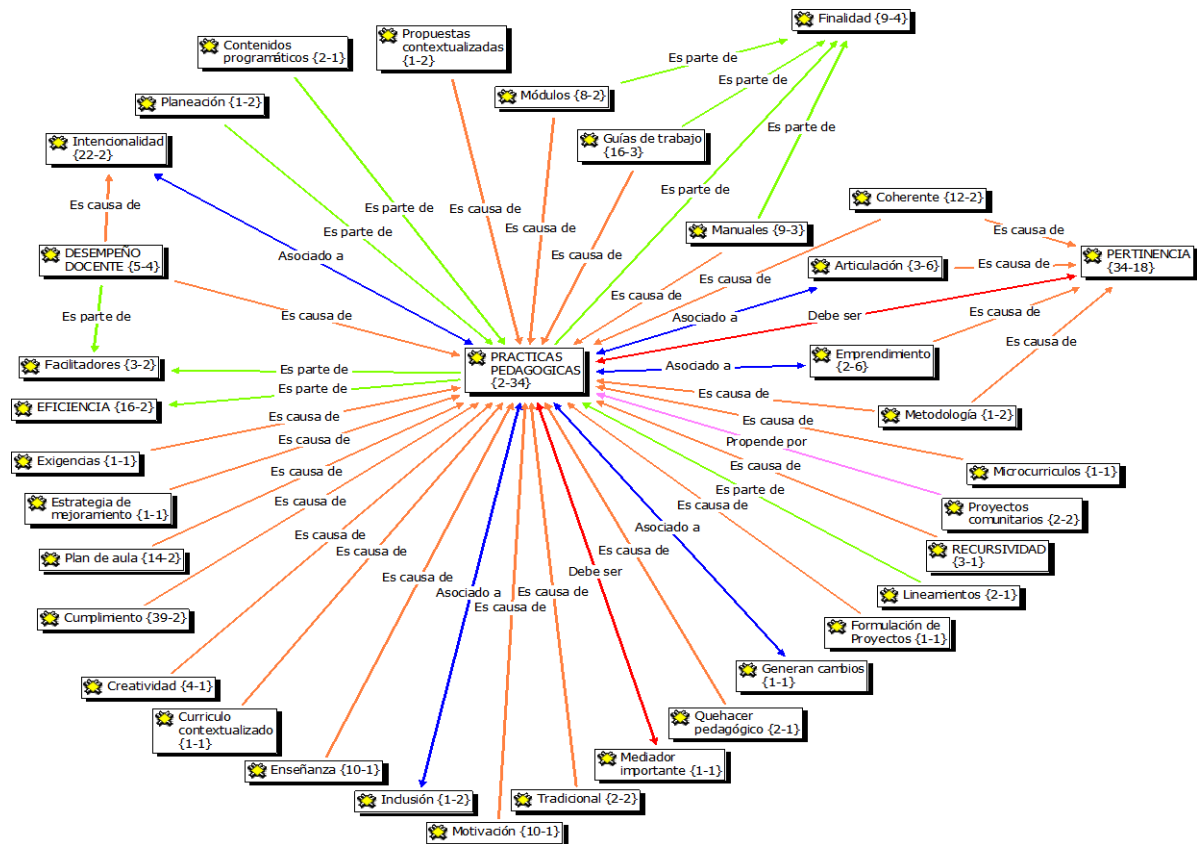 Finalidad {9-4}
Contenidos
programáticos {2-1}
Propuestas
contextualizadas
{1-2}
Es parte de
Módulos {8-2}
Es parte de
Planeación {1-2}
Es parte de
Intencionalidad
{22-2}
Guías de trabajo
{16-3}
Es parte de
Coherente {12-2}
Es causa de
Es parte de
Es causa de
Es causa de
Manuales {9-3}
Es causa de
Es parte de
DESEMPEÑO
DOCENTE {5-4}
Asociado a
Es causa de
Es causa de
Articulación {3-6}
Es causa de
PERTINENCIA
{34-18}
Es causa de
Es causa de
Es parte de
Es causa de
Asociado a
Debe ser
Es causa de
PRACTICAS
PEDAGOGICAS
{2-34}
Facilitadores {3-2}
Es parte de
Asociado a
Emprendimiento
{2-6}
Es parte de
EFICIENCIA {16-2}
Es causa de
Metodología {1-2}
Es causa de
Es causa de
Propende por
Exigencias {1-1}
Es causa de
Es causa de
Microcurriculos {1-1}
Estrategia de
mejoramiento {1-1}
Es causa de
Es parte de
Es causa de
Proyectos
comunitarios {2-2}
Es causa de
Asociado a
Plan de aula {14-2}
Es causa de
Es causa de
RECURSIVIDAD
{3-1}
Es causa de
Debe ser
Asociado a
Es causa de
Es causa de
Lineamientos {2-1}
Cumplimiento {39-2}
Formulación de
Proyectos {1-1}
Generan cambios
{1-1}
Creatividad {4-1}
Curriculo
contextualizado
{1-1}
Quehacer
pedagógico {2-1}
Enseñanza {10-1}
Mediador
importante {1-1}
Inclusión {1-2}
Tradicional {2-2}
Motivación {10-1}